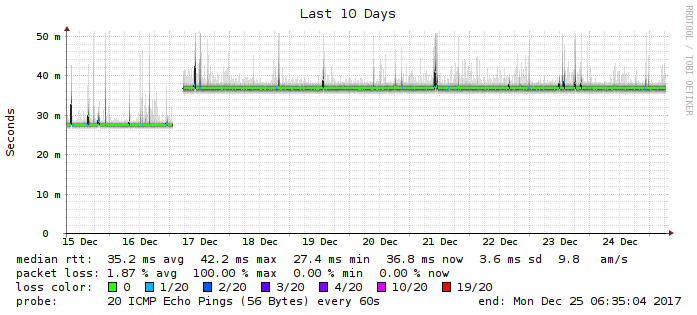 Last 10 Days
RRDTOOL / TOBI OETIKER
Seconds
50 m
40 m
30 m
20 m
10 m
0
15 Dec 16 Dec 17 Dec 18 Dec 19 Dec 20 Dec 21 Dec 22 Dec 23 Dec 24 Dec
median rtt: 35.2 ms avg 42.2 ms max 27.4 ms min 36.8 ms now 3.6 ms sd 9.8 am/s
packet loss: 1.87 % avg 100.00 % max 0.00 % min 0.00 % now
loss color: 0 1/20 2/20 3/20 4/20 10/20 19/20
probe: 20 ICMP Echo Pings (56 Bytes) every 60s end: Mon Dec 25 06:35:04 2017